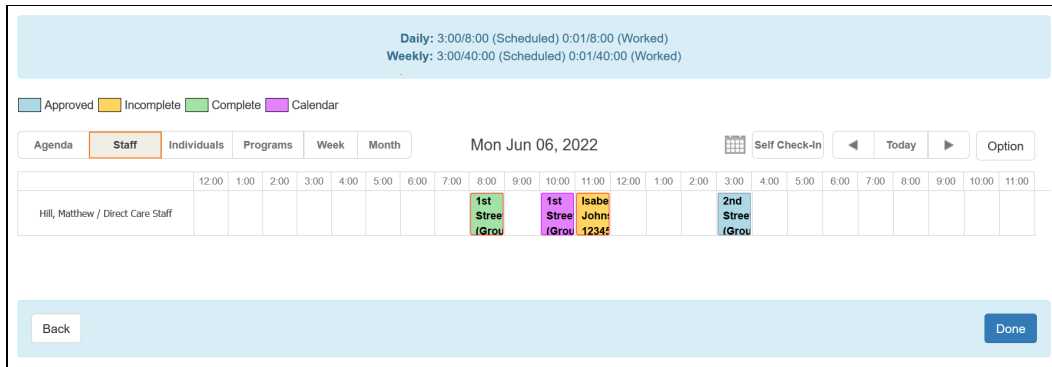 Daily: 3:00/8:00 (Scheduled) 0:01/8:00 (Worked)
Weekly: 3:00/40:00 (Scheduled) 0:01/40:00 (Worked)
Approved Incomplete Complete Calendar
Agenda Staff Individuals Programs Week Month Mon Jun 06, 2022 Self Check-In Today Option
12:00 1:00 2:00 3:00 4:00 5:00 6:00 7:00 8:00 9:00 10:00 11:00 12:00 1:00 2:00 3:00 4:00 5:00 6:00 7:00 8:00 9:00 10:00 11:00
Hill, Matthew / Direct Care Staff
1st
Stree
(Grou
1st
Stree
(Grou
Isabe
Johns
12345
2nd
Stree
(Grou
Back Done